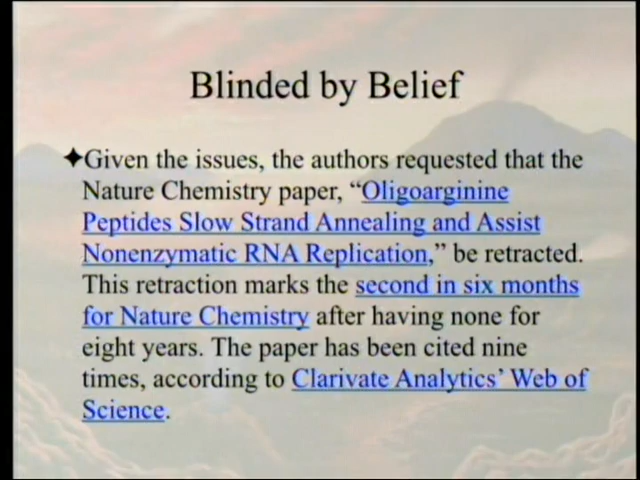 Blinded by Belief
✦Given the issues, the authors requested that the
Nature Chemistry paper, “Oligoarginine
Peptides Slow Strand Annealing and Assist
Nonenzymatic RNA Replication,” be retracted.
This retraction marks the second in six months
for Nature Chemistry after having none for
eight years. The paper has been cited nine
times, according to Clarivate Analytics’ Web of
Science.